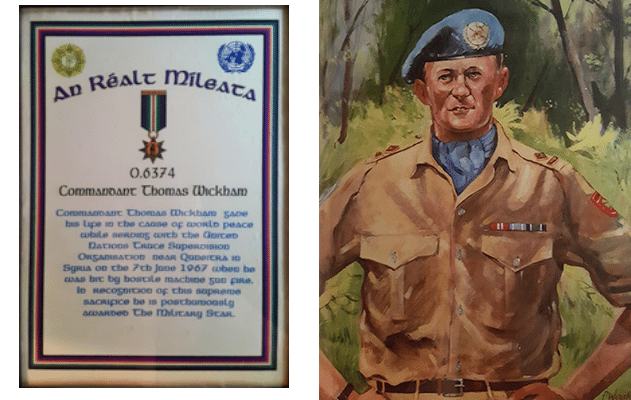 An Réalt Míleata
O.6374
Commandant Thomas Wickham
Commandant Thomas Wickham gave
his life in the cause of world peace
while serving with the United
Nations Truce Supervision
Organisation near Quneitra in
Syria on the 7th June 1967 when he
was hit by hostile machine gun fire.
In recognition of this supreme
sacrifice he is posthumously
awarded The Military Star.